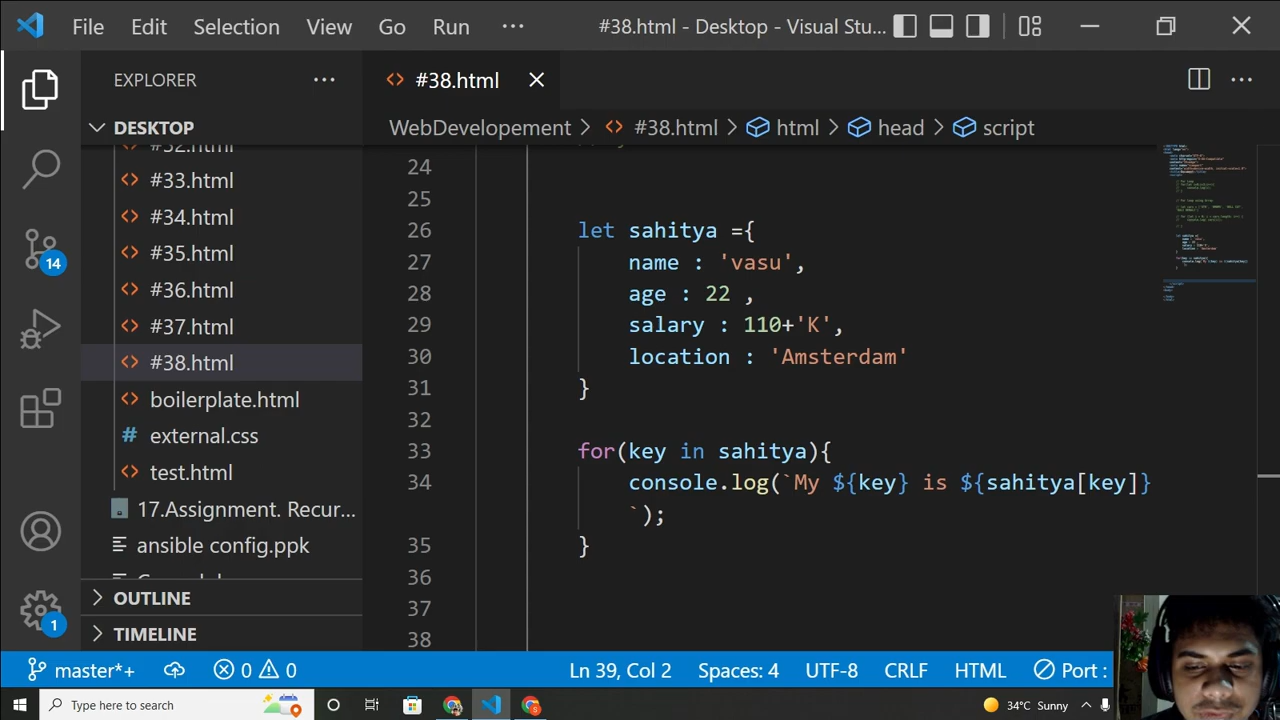 File Edit Selection View Go Run ··· #38.html - Desktop - Visual Stu...
EXPLORER ···
#38.html
DESKTOP
WebDevelopement > #38.html > html > head > script
#32.html
#33.html
#34.html
#35.html
#36.html
#37.html
#38.html
boilerplate.html
external.css
test.html
17.Assignment. Recur...
ansible config.ppk
OUTLINE
TIMELINE
14
1
24
25
26 let sahitya ={
27 name : 'vasu',
28 age : 22 ,
29 salary : 110+'K',
30 location : 'Amsterdam'
31 }
32
33 for(key in sahitya){
34 console.log(`My ${key} is ${sahitya[key]}
`);
35 }
36
37
38
master*+ 0 0 Ln 39, Col 2 Spaces: 4 UTF-8 CRLF HTML Port :
Type here to search 34°C Sunny